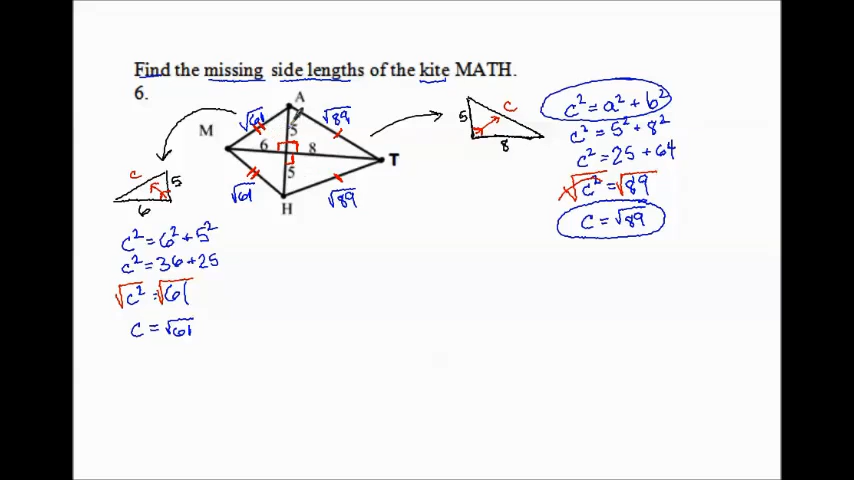 Find the missing side lengths of the kite MATH.
6.
A
√61
√89
M
5
6
8
T
5
√61
√89
H
c
5
8
c² = a² + b²
c² = 5² + 8²
c² = 25 + 64
√c² = √89
c = √89
c
5
6
c² = 6² + 5²
c² = 36 + 25
√c² = √61
c = √61